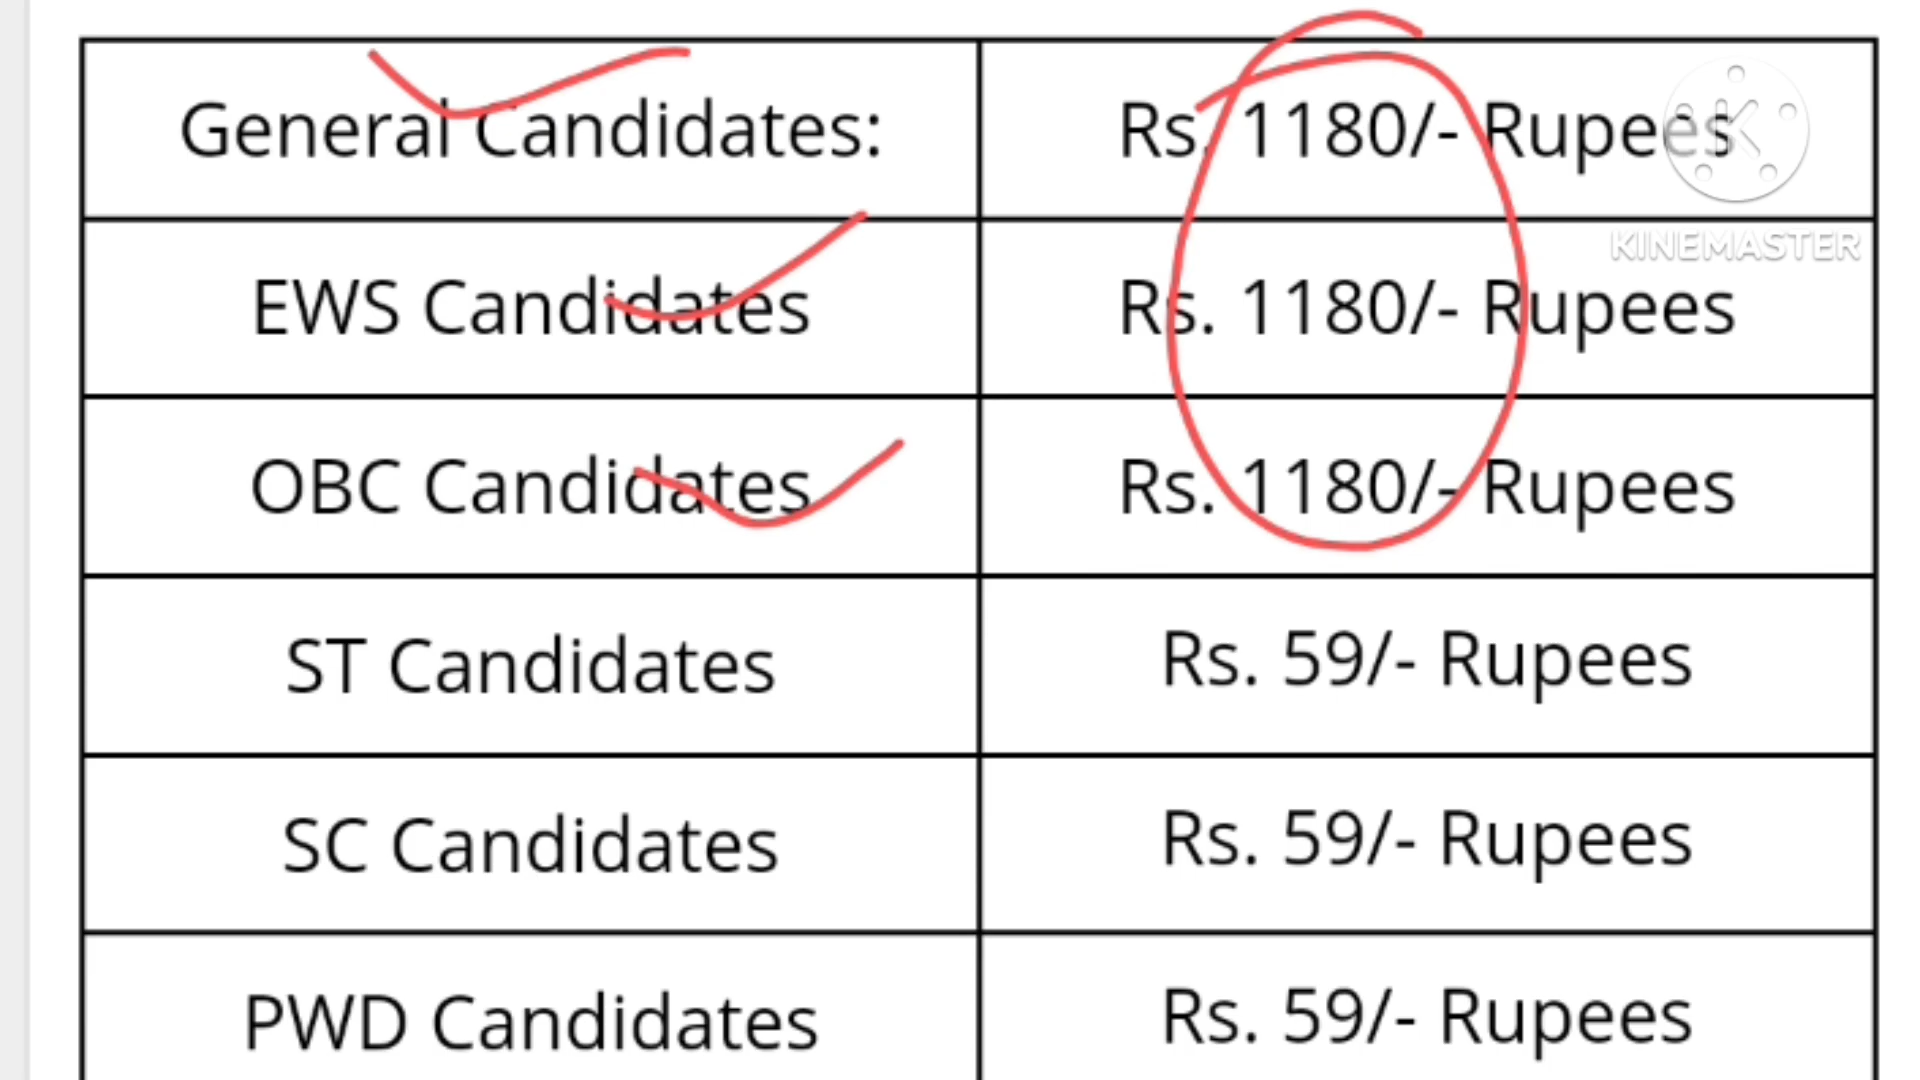 General Candidates: Rs. 1180/- Rupees
KINEMASTER
EWS Candidates Rs. 1180/- Rupees
OBC Candidates Rs. 1180/- Rupees
ST Candidates Rs. 59/- Rupees
SC Candidates Rs. 59/- Rupees
PWD Candidates Rs. 59/- Rupees